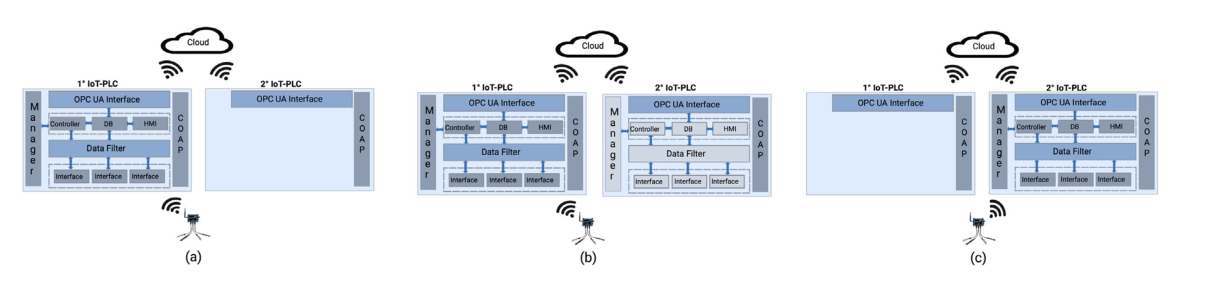 Cloud
1° IoT-PLC
2° IoT-PLC
Manager
OPC UA Interface
Controller
DB
HMI
Data Filter
Interface
Interface
Interface
COAP
OPC UA Interface
COAP
(a)
Cloud
1° IoT-PLC
2° IoT-PLC
Manager
OPC UA Interface
Controller
DB
HMI
Data Filter
Interface
Interface
Interface
COAP
Manager
OPC UA Interface
Controller
DB
HMI
Data Filter
Interface
Interface
Interface
COAP
(b)
Cloud
1° IoT-PLC
2° IoT-PLC
OPC UA Interface
COAP
Manager
OPC UA Interface
Controller
DB
HMI
Data Filter
Interface
Interface
Interface
COAP
(c)